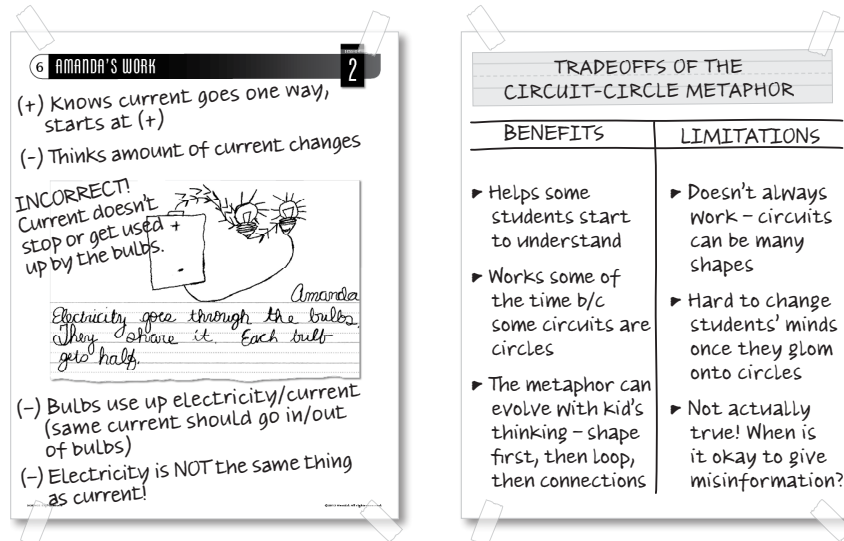 6 AMANDA'S WORK
2
(+) Knows current goes one way,
starts at (+)
(-) Thinks amount of current changes
INCORRECT!
Current doesn't
stop or get used
up by the bulbs.
+
-
Amanda
Electricity goes through the bulbs.
They share it. Each bulb
gets half.
(-) Bulbs use up electricity/current
(same current should go in/out
of bulbs)
(-) Electricity is NOT the same thing
as current!
TRADEOFFS OF THE
CIRCUIT-CIRCLE METAPHOR
BENEFITS
► Helps some
students start
to understand
► Works some of
the time b/c
some circuits are
circles
► The metaphor can
evolve with kid's
thinking – shape
first, then loop,
then connections
LIMITATIONS
► Doesn't always
work – circuits
can be many
shapes
► Hard to change
students' minds
once they glom
onto circles
► Not actually
true! When is
it okay to give
misinformation?